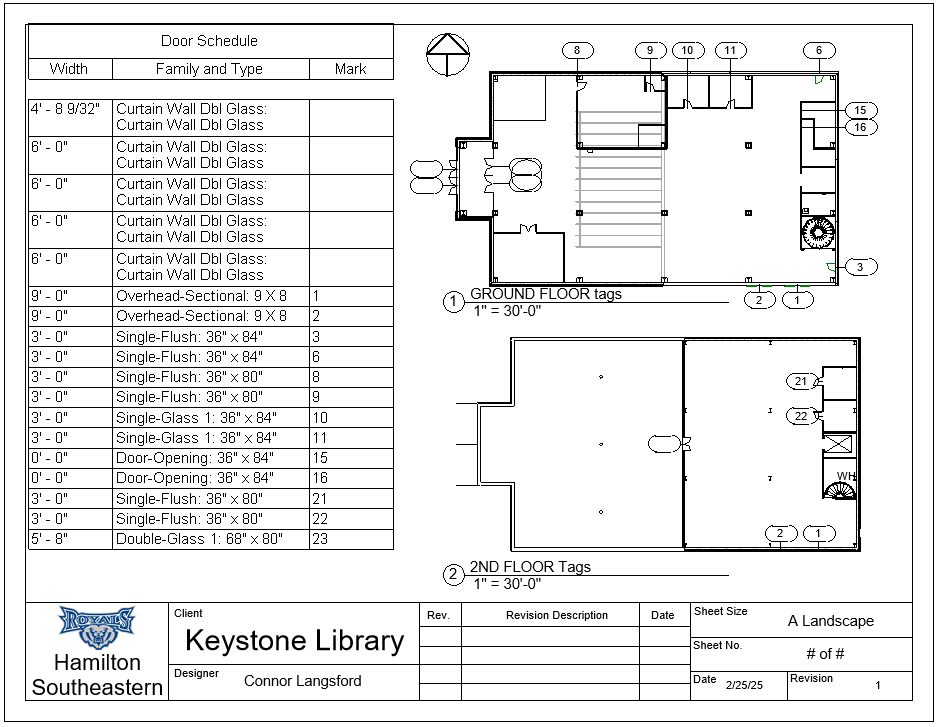 Door Schedule
Width Family and Type Mark
4' - 8 9/32" Curtain Wall Dbl Glass:
Curtain Wall Dbl Glass
6' - 0" Curtain Wall Dbl Glass:
Curtain Wall Dbl Glass
6' - 0" Curtain Wall Dbl Glass:
Curtain Wall Dbl Glass
6' - 0" Curtain Wall Dbl Glass:
Curtain Wall Dbl Glass
6' - 0" Curtain Wall Dbl Glass:
Curtain Wall Dbl Glass
9' - 0" Overhead-Sectional: 9 X 8 1
9' - 0" Overhead-Sectional: 9 X 8 2
3' - 0" Single-Flush: 36" x 84" 3
3' - 0" Single-Flush: 36" x 84" 6
3' - 0" Single-Flush: 36" x 80" 8
3' - 0" Single-Flush: 36" x 80" 9
3' - 0" Single-Glass 1: 36" x 84" 10
3' - 0" Single-Glass 1: 36" x 84" 11
0' - 0" Door-Opening: 36" x 84" 15
0' - 0" Door-Opening: 36" x 84" 16
3' - 0" Single-Flush: 36" x 80" 21
3' - 0" Single-Flush: 36" x 80" 22
5' - 8" Double-Glass 1: 68" x 80" 23
8 9 10 11 6
15
16
3
2 1
1 GROUND FLOOR tags
1" = 30'-0"
21
22
WH
2 1
2 2ND FLOOR Tags
1" = 30'-0"
ROYALS
Hamilton
Southeastern
Client
Keystone Library
Designer
Connor Langsford
Rev. Revision Description Date
Sheet Size
A Landscape
Sheet No.
# of #
Date 2/25/25
Revision 1